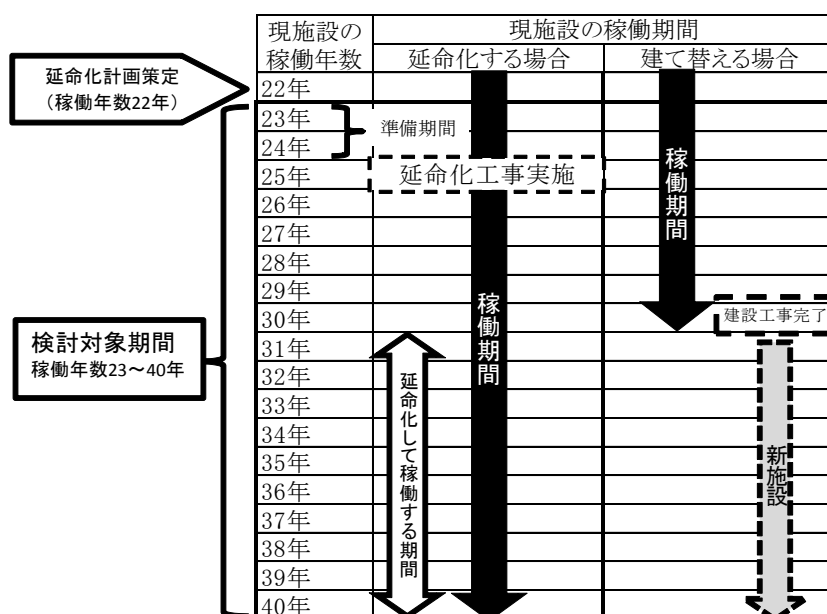 現施設の
稼働年数
現施設の稼働期間
延命化する場合
建て替える場合
延命化計画策定
（稼働年数22年）
22年
23年
24年
25年
26年
27年
28年
29年
30年
31年
32年
33年
34年
35年
36年
37年
38年
39年
40年
準備期間
延命化工事実施
稼働期間
稼働期間
建設工事完了
検討対象期間
稼働年数23～40年
延命化して稼働する期間
新施設